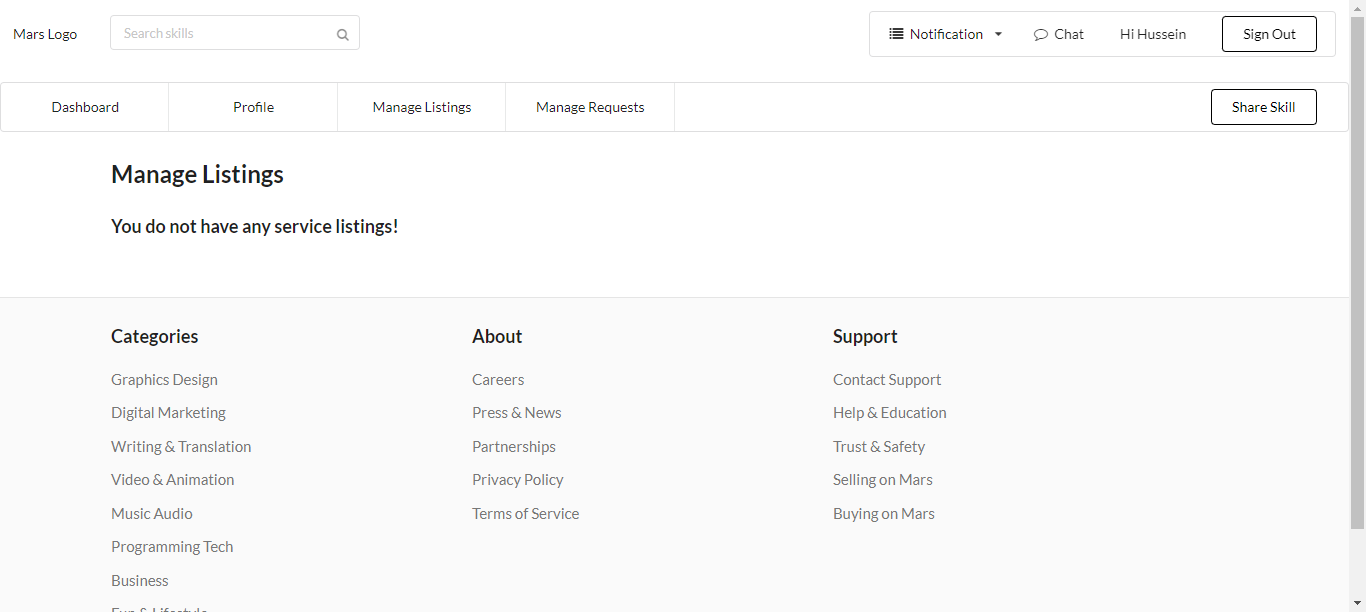 Mars Logo
Search skills
Notification
Chat
Hi Hussein
Sign Out
Dashboard
Profile
Manage Listings
Manage Requests
Share Skill
Manage Listings
You do not have any service listings!
Categories
Graphics Design
Digital Marketing
Writing & Translation
Video & Animation
Music Audio
Programming Tech
Business
Fun & Lifestyle
About
Careers
Press & News
Partnerships
Privacy Policy
Terms of Service
Support
Contact Support
Help & Education
Trust & Safety
Selling on Mars
Buying on Mars